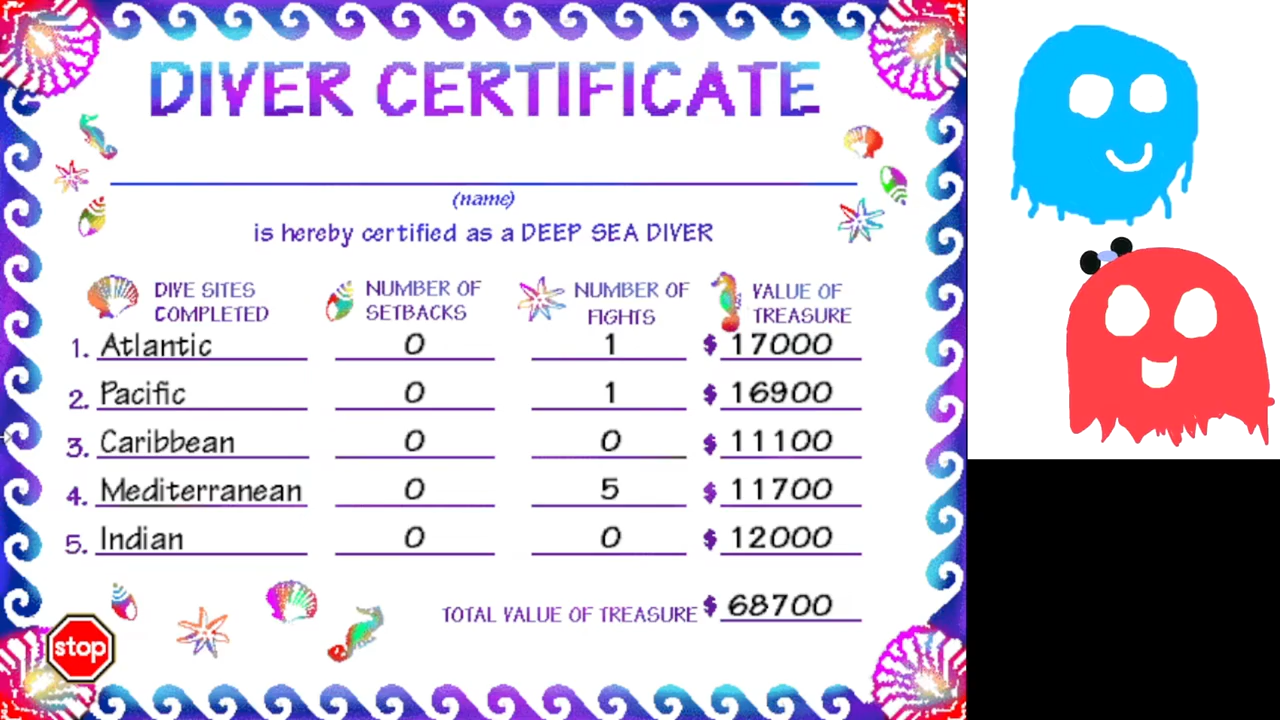 DIVER CERTIFICATE
(name)
is hereby certified as a DEEP SEA DIVER
DIVE SITES COMPLETED NUMBER OF SETBACKS NUMBER OF FIGHTS VALUE OF TREASURE
1. Atlantic 0 1 $ 17000
2. Pacific 0 1 $ 16900
3. Caribbean 0 0 $ 11100
4. Mediterranean 0 5 $ 11700
5. Indian 0 0 $ 12000
TOTAL VALUE OF TREASURE $ 68700
stop